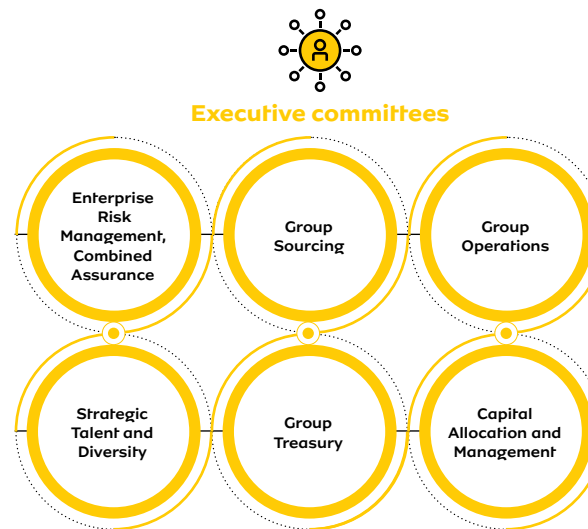 Executive committees
Enterprise
Risk
Management,
Combined
Assurance
Group
Sourcing
Group
Operations
Strategic
Talent and
Diversity
Group
Treasury
Capital
Allocation and
Management